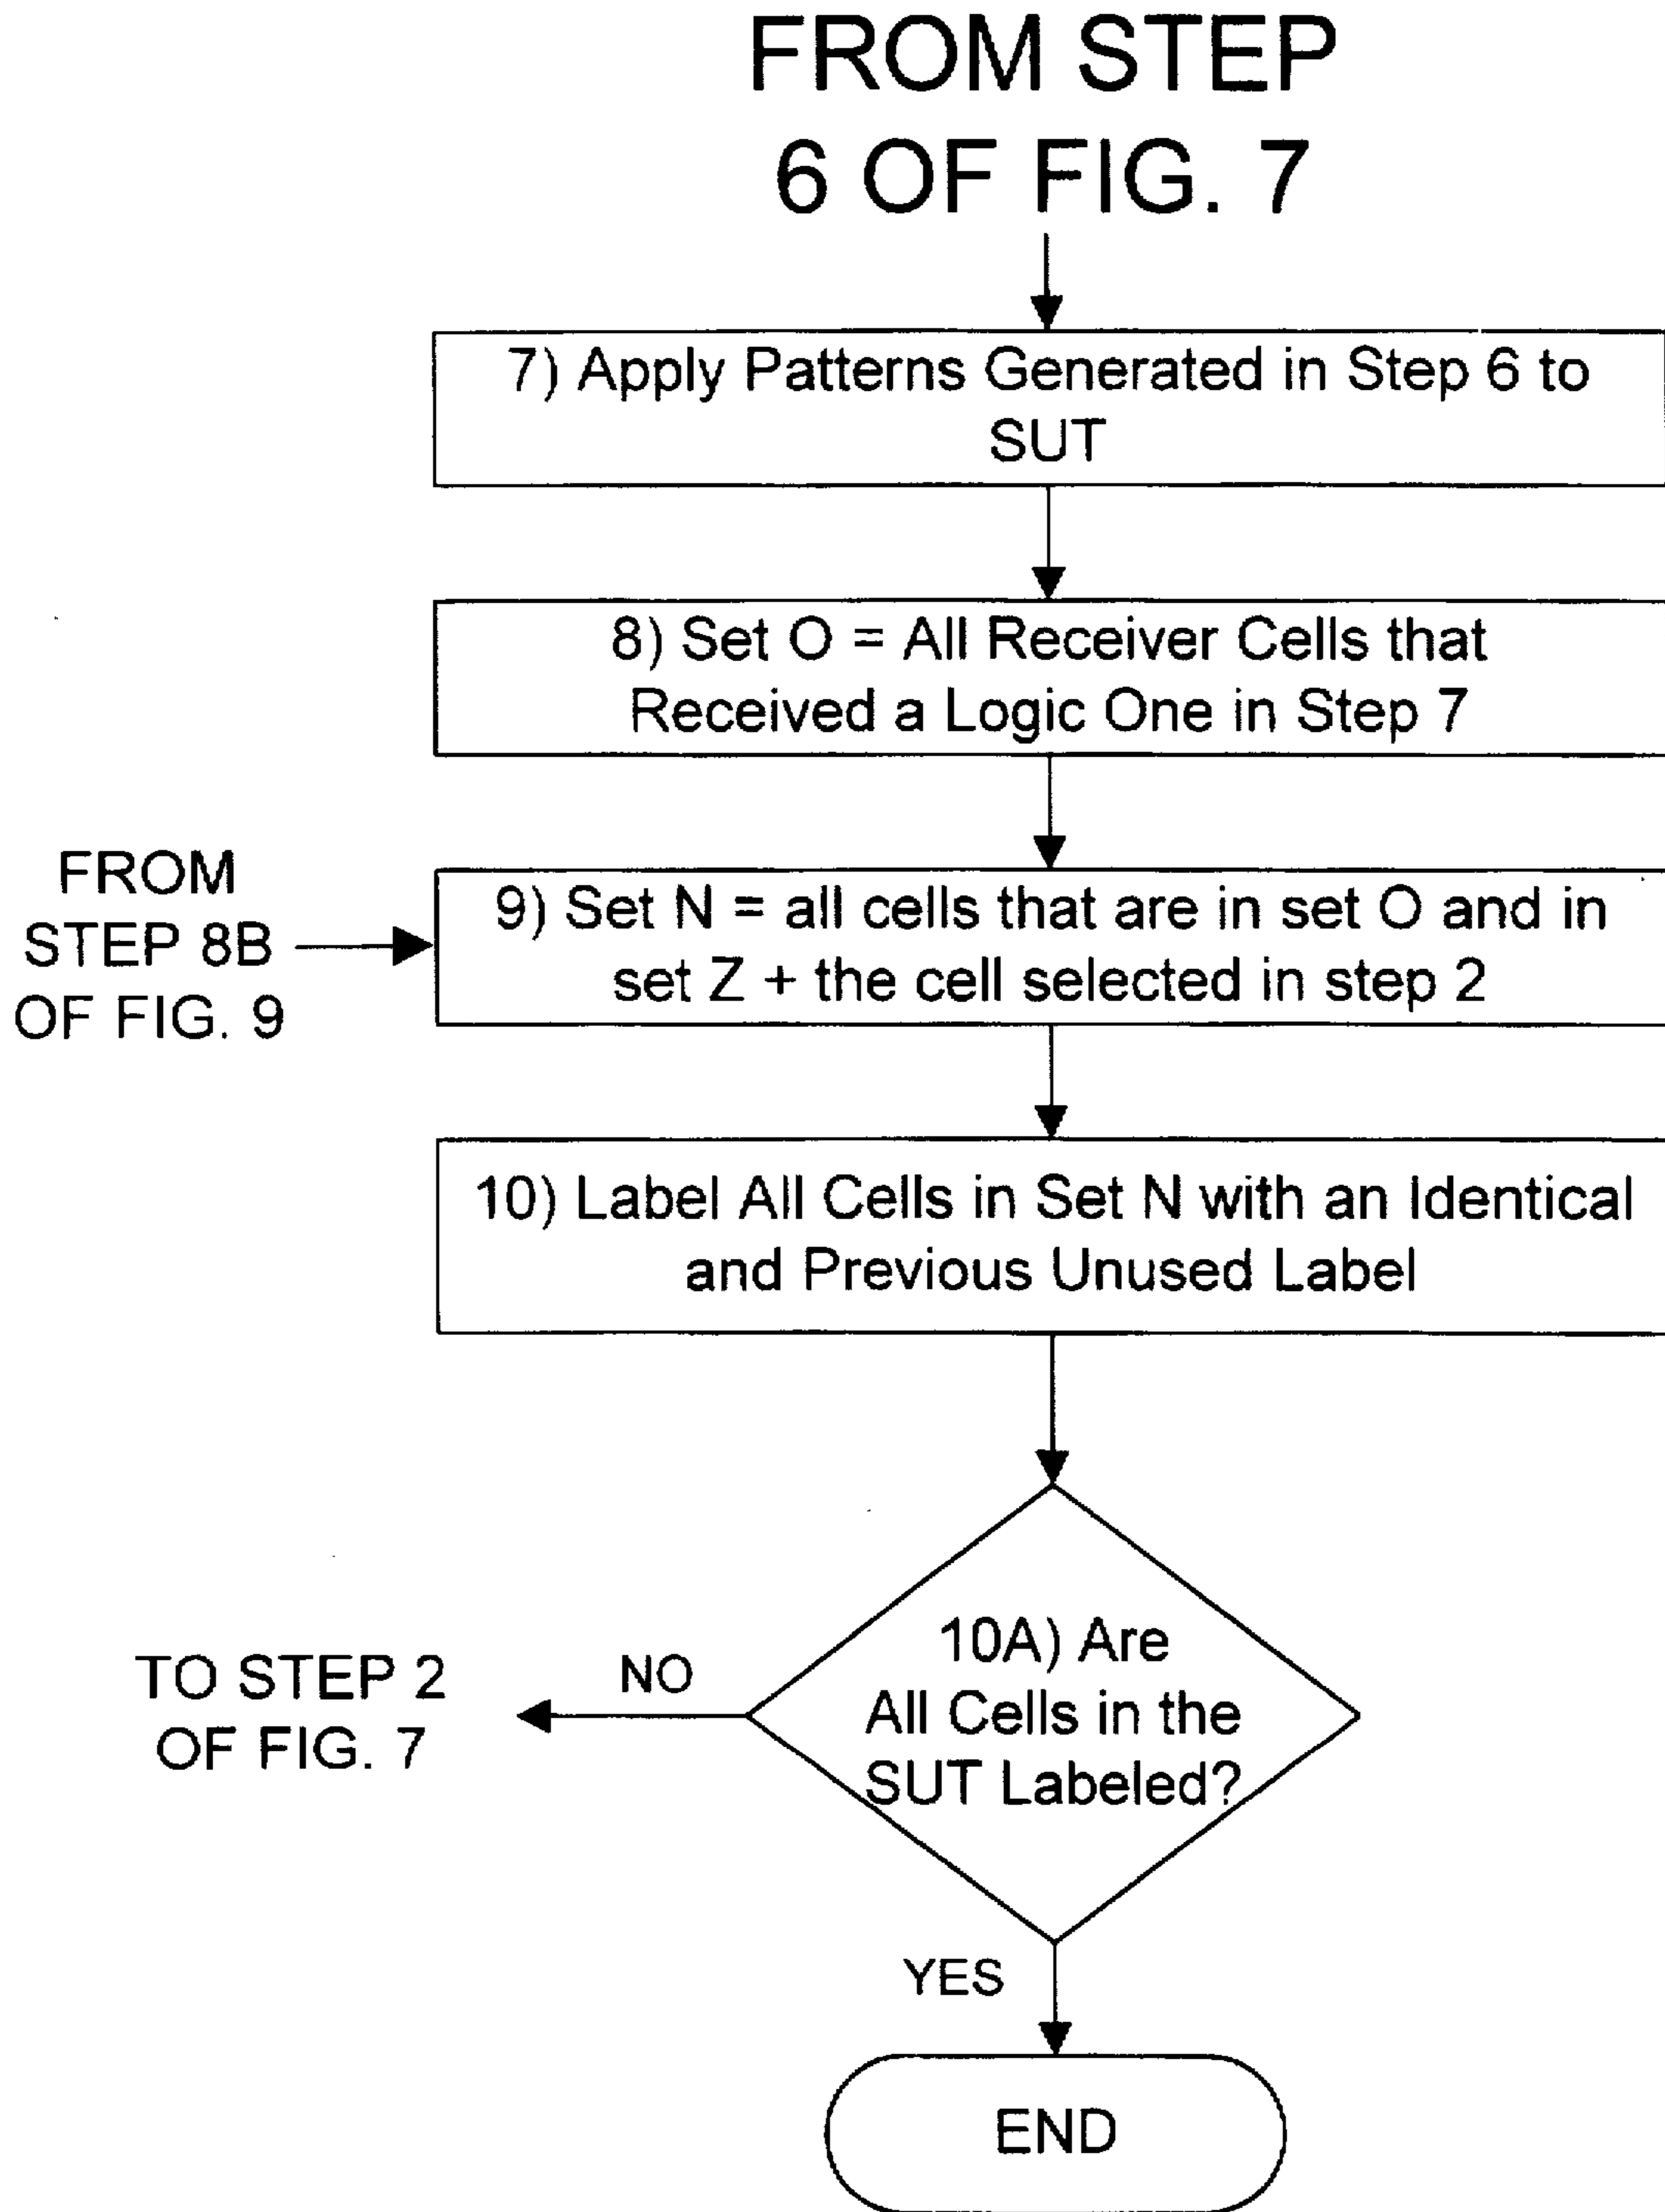 FROM STEP
6 OF FIG. 7
7) Apply Patterns Generated in Step 6 to
SUT
8) Set O = All Receiver Cells that
Received a Logic One in Step 7
FROM
STEP 8B
OF FIG. 9
9) Set N = all cells that are in set O and in
set Z + the cell selected in step 2
10) Label All Cells in Set N with an Identical
and Previous Unused Label
10A) Are
All Cells in the
SUT Labeled?
NO
TO STEP 2
OF FIG. 7
YES
END